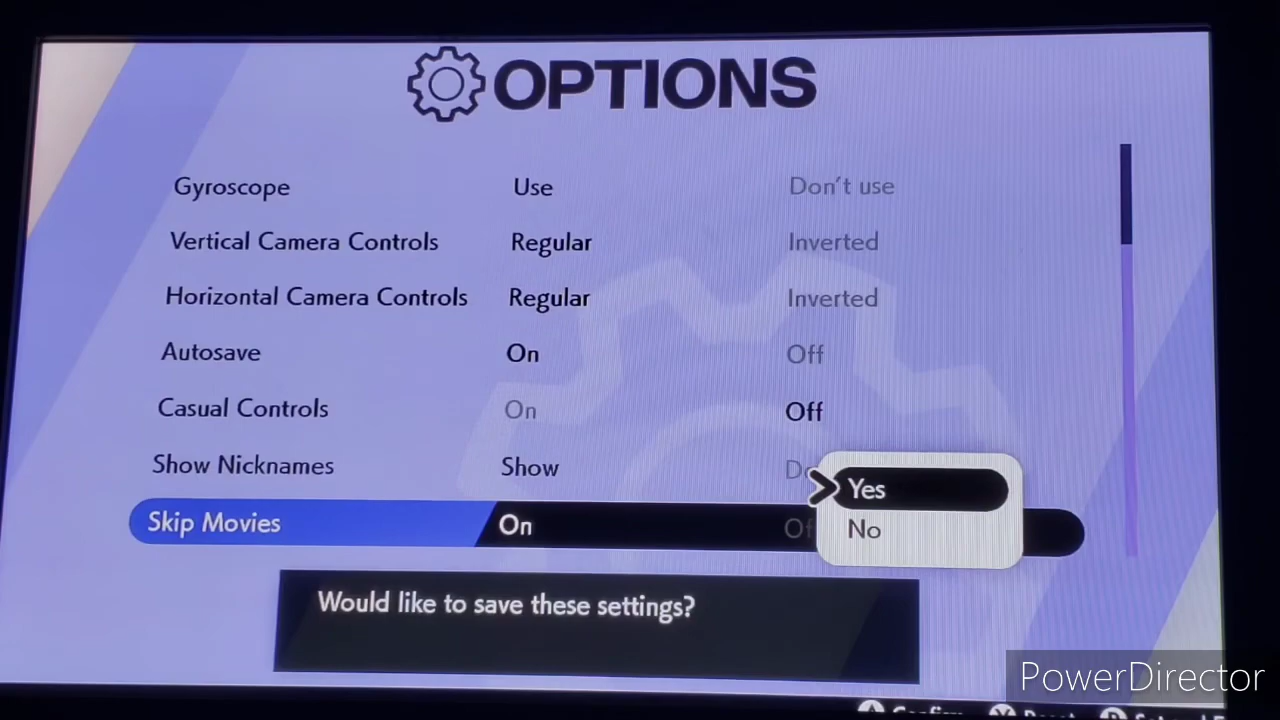 OPTIONS
Gyroscope Use Don't use
Vertical Camera Controls Regular Inverted
Horizontal Camera Controls Regular Inverted
Autosave On Off
Casual Controls On Off
Show Nicknames Show
Skip Movies On
Yes
No
Would like to save these settings?
PowerDirector